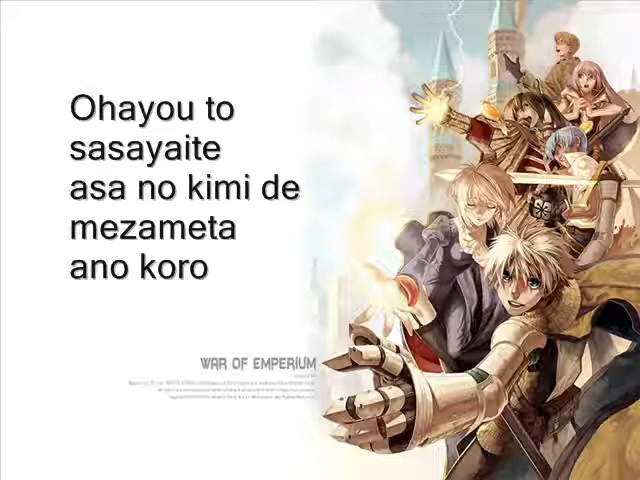 Ohayou to
sasayaite
asa no kimi de
mezameta
ano koro
WAR OF EMPERIUM